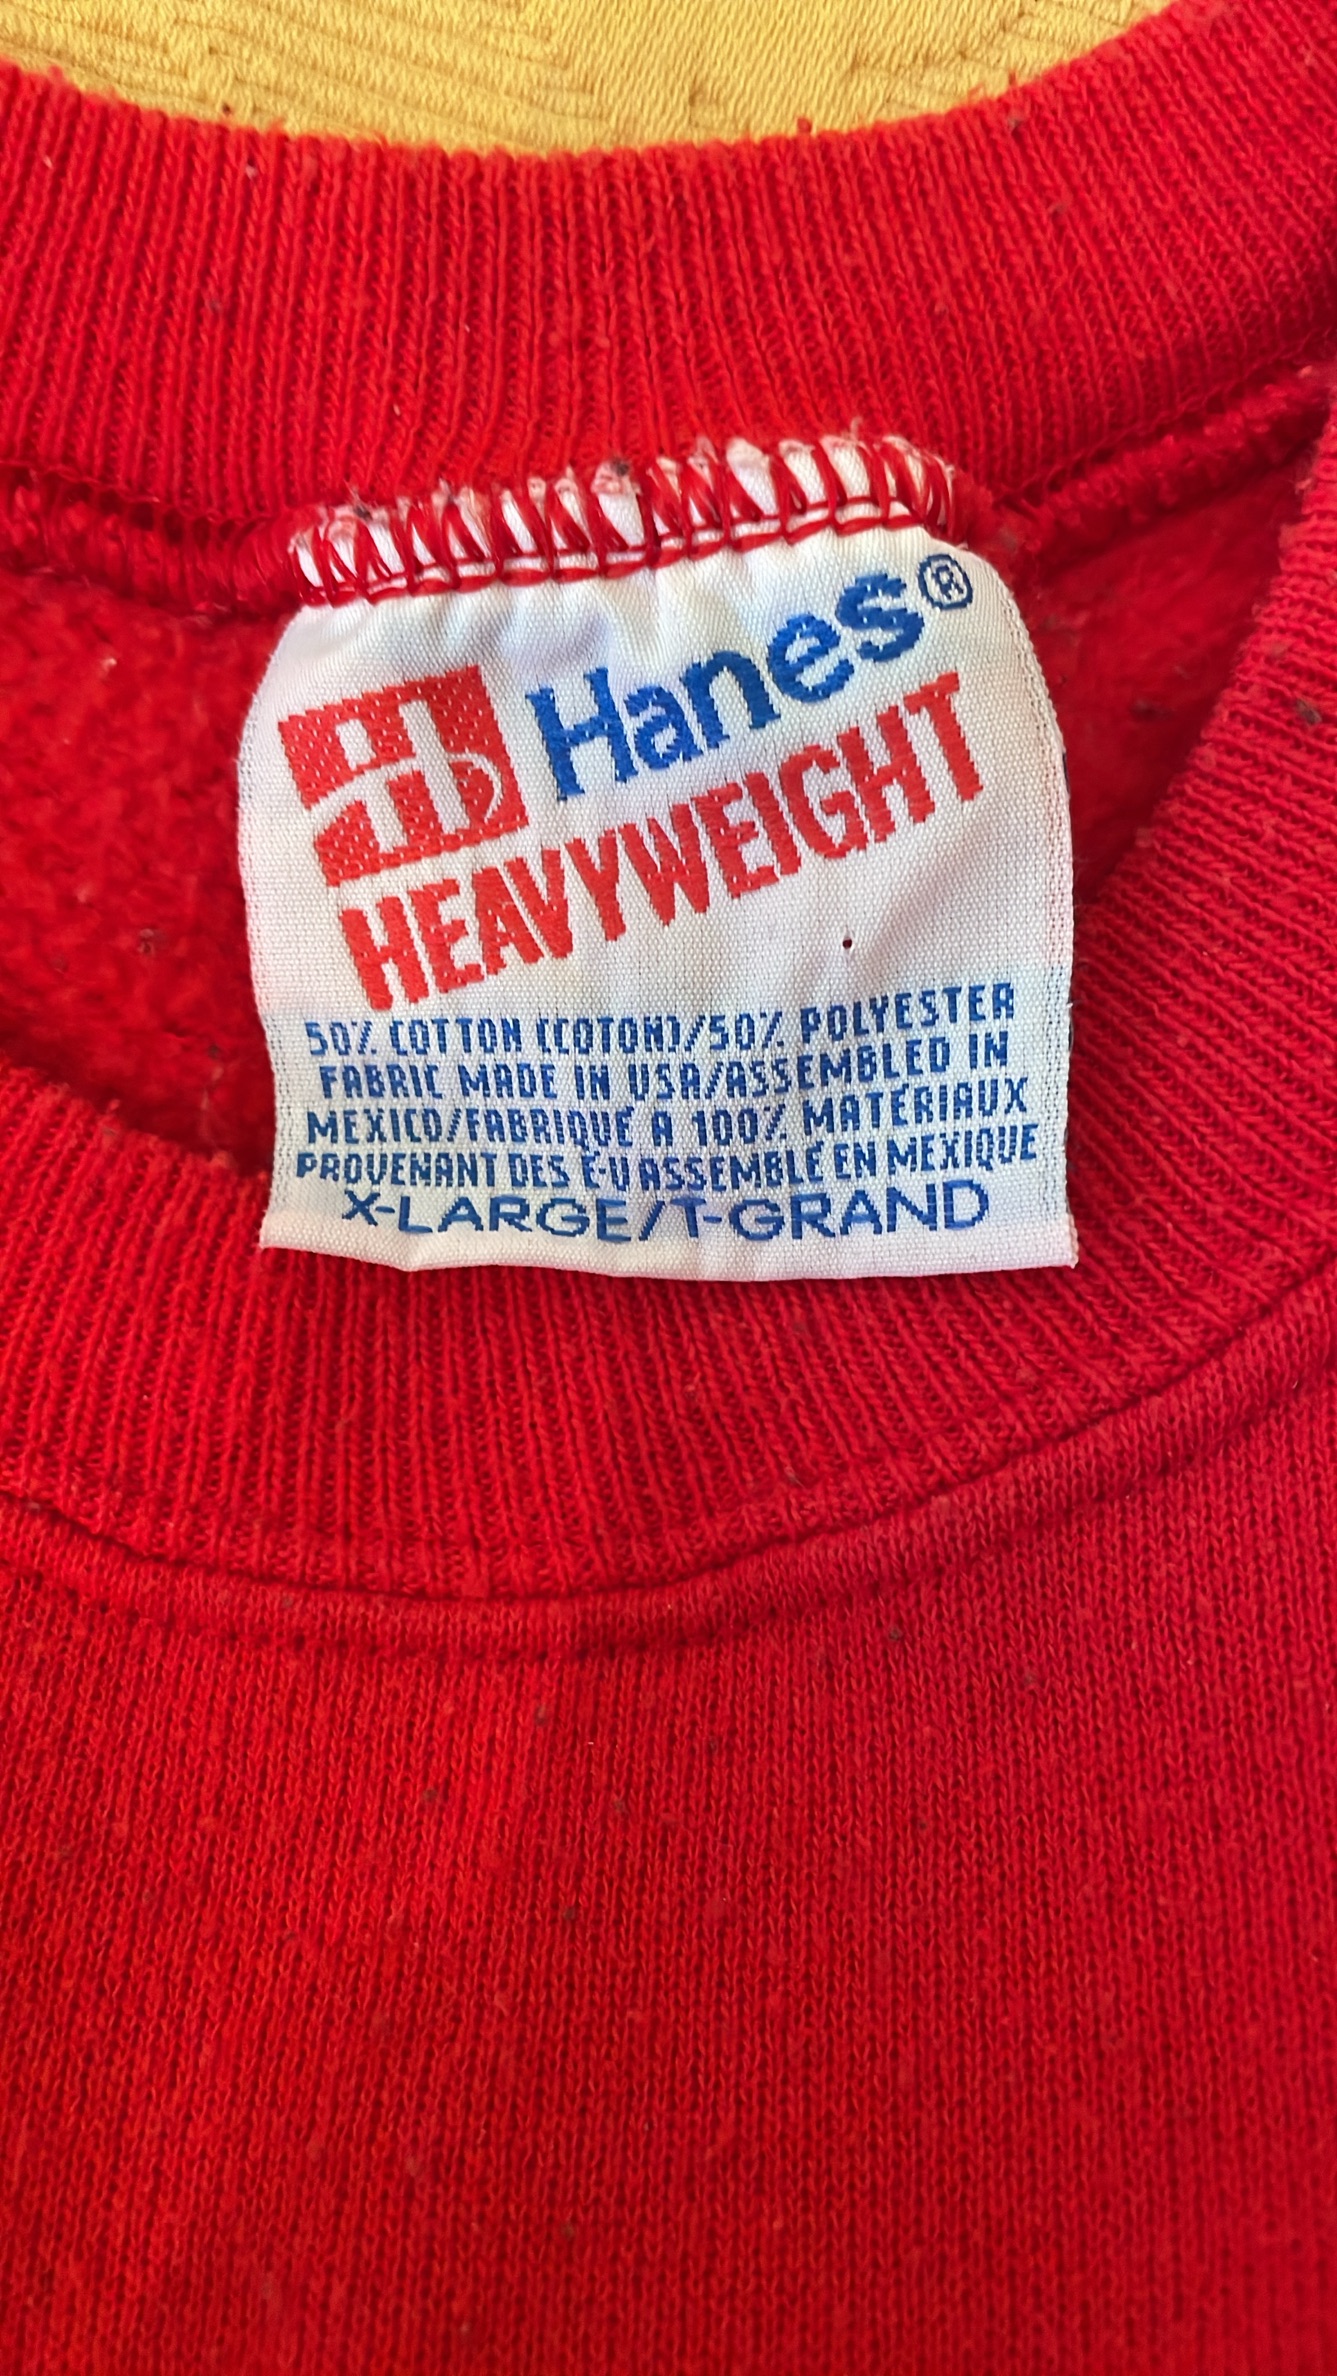 Hanes®
HEAVYWEIGHT
50% COTTON (COTON)/50% POLYESTER
FABRIC MADE IN USA/ASSEMBLED IN
MEXICO/FABRIQUÉ A 100% MATÉRIAUX
PROVENANT DES É-U ASSEMBLÉ EN MEXIQUE
X-LARGE/T-GRAND